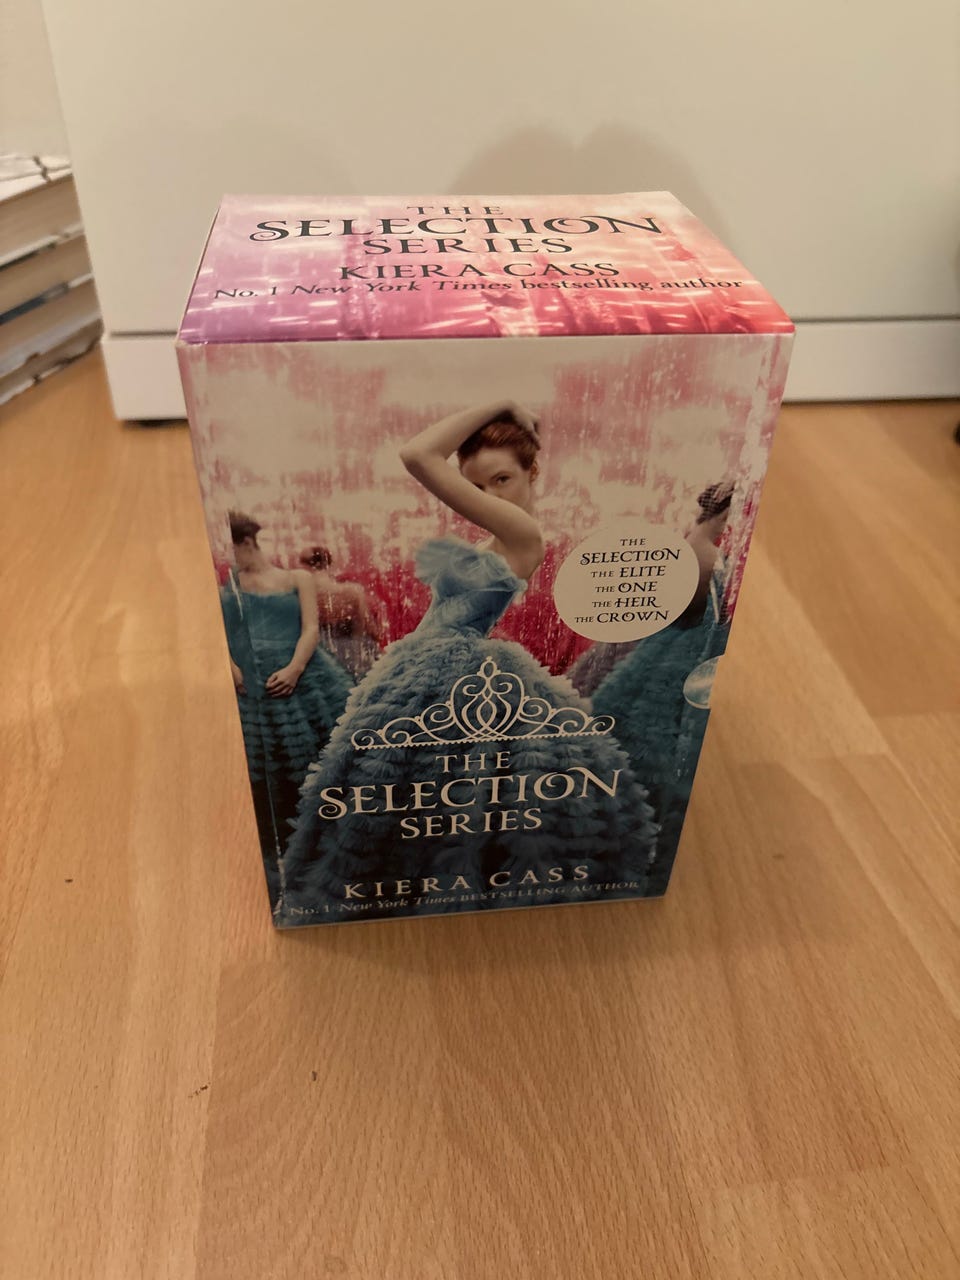 THE
SELECTION
SERIES
KIERA CASS
No. 1 New York Times bestselling author
THE
SELECTION
THE ELITE
THE ONE
THE HEIR
THE CROWN
THE
SELECTION
SERIES
KIERA CASS
No. 1 New York Times BESTSELLING AUTHOR